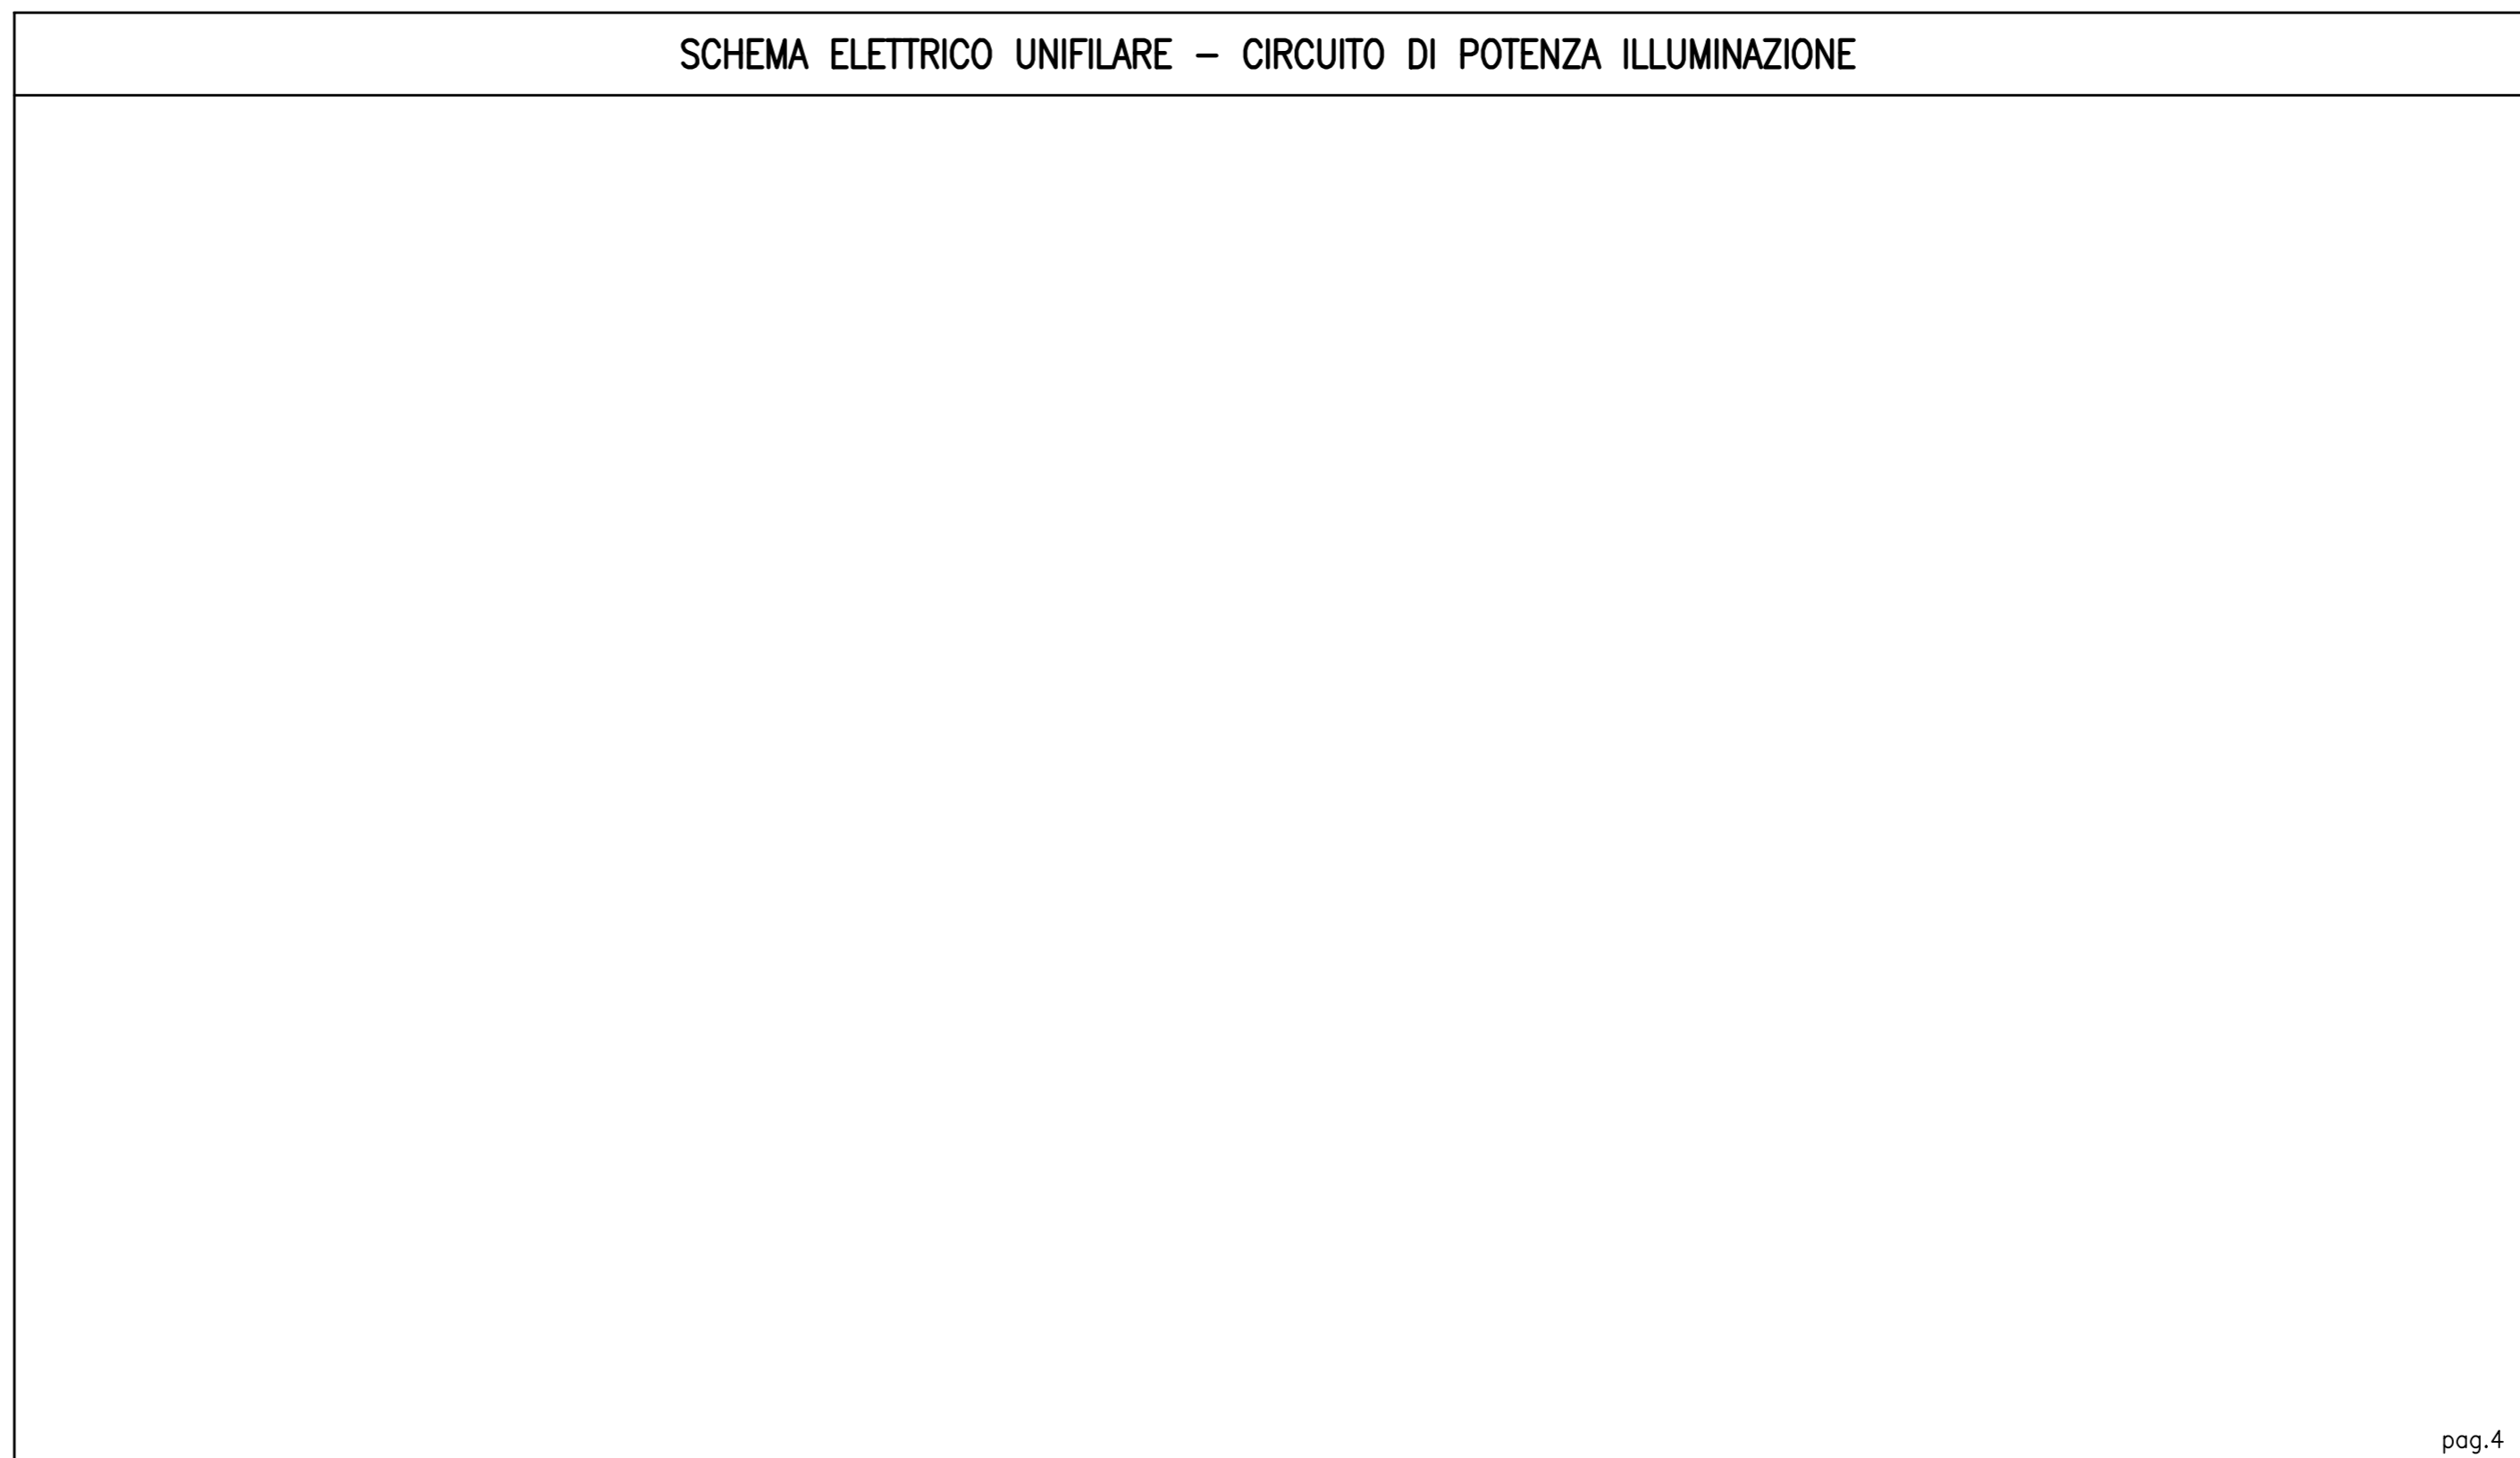 SCHEMA ELETTRICO UNIFILARE – CIRCUITO DI POTENZA ILLUMINAZIONE
pag.4